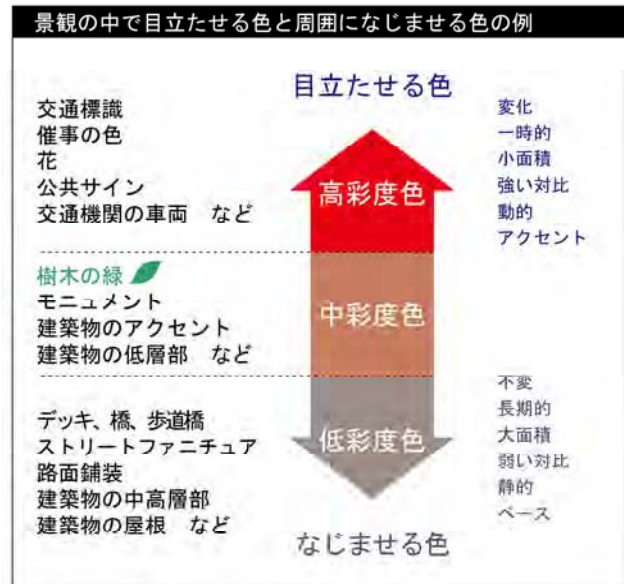 景観の中で目立たせる色と周囲になじませる色の例
目立たせる色
交通標識
催事の色
花
公共サイン
交通機関の車両　など
高彩度色
変化
一時的
小面積
強い対比
動的
アクセント
樹木の緑
モニュメント
建築物のアクセント
建築物の低層部　など
中彩度色
デッキ、橋、歩道橋
ストリートファニチュア
路面舗装
建築物の中高層部
建築物の屋根　など
低彩度色
不変
長期的
大面積
弱い対比
静的
ベース
なじませる色